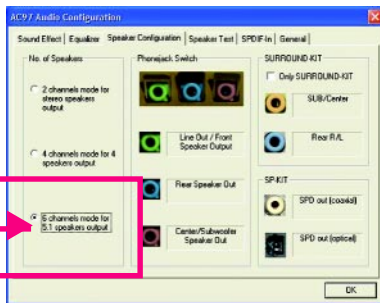 AC97 Audio Configuration
Sound Effect
Equalizer
Speaker Configuration
Speaker Test
SPDIF-In
General
No. of Speakers
2 channels mode for
stereo speakers
output
4 channels mode for 4
speakers output
6 channels mode for
5.1 speakers output
Phonejack Switch
Line Out / Front
Speaker Output
Rear Speaker Out
Center/Subwoofer
Speaker Out
SURROUND-KIT
Only SURROUND-KIT
SUB/Center
Rear R/L
SP-KIT
SPD out (coaxial)
SPD out (optical)
OK